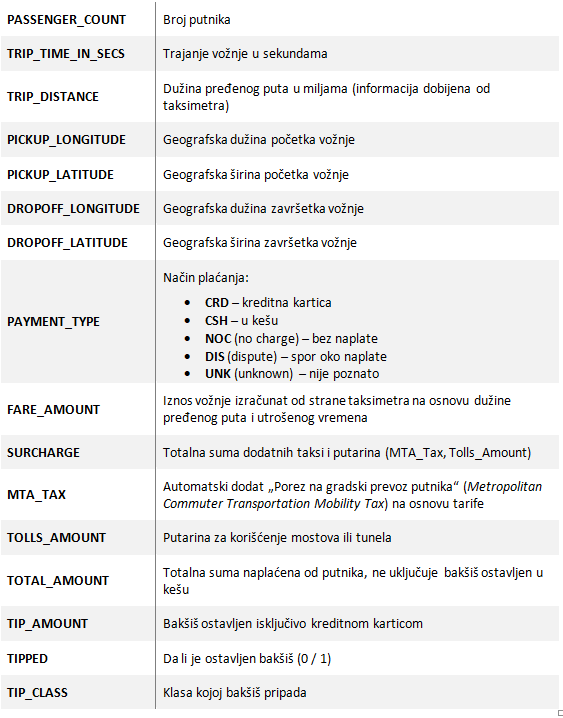 PASSENGER_COUNT Broj putnika
TRIP_TIME_IN_SECS Trajanje vožnje u sekundama
TRIP_DISTANCE Dužina pređenog puta u miljama (informacija dobijena od
taksimetra)
PICKUP_LONGITUDE Geografska dužina početka vožnje
PICKUP_LATITUDE Geografska širina početka vožnje
DROPOFF_LONGITUDE Geografska dužina završetka vožnje
DROPOFF_LATITUDE Geografska širina završetka vožnje
PAYMENT_TYPE Način plaćanja:
• CRD – kreditna kartica
• CSH – u kešu
• NOC (no charge) – bez naplate
• DIS (dispute) – spor oko naplate
• UNK (unknown) – nije poznato
FARE_AMOUNT Iznos vožnje izračunat od strane taksimetra na osnovu dužine
pređenog puta i utrošenog vremena
SURCHARGE Totalna suma dodatnih taksi i putarina (MTA_Tax, Tolls_Amount)
MTA_TAX Automatski dodat „Porez na gradski prevoz putnika“ (Metropolitan
Commuter Transportation Mobility Tax) na osnovu tarife
TOLLS_AMOUNT Putarina za korišćenje mostova ili tunela
TOTAL_AMOUNT Totalna suma naplaćena od putnika, ne uključuje bakšiš ostavljen u
kešu
TIP_AMOUNT Bakšiš ostavljen isključivo kreditnom karticom
TIPPED Da li je ostavljen bakšiš (0 / 1)
TIP_CLASS Klasa kojoj bakšiš pripada